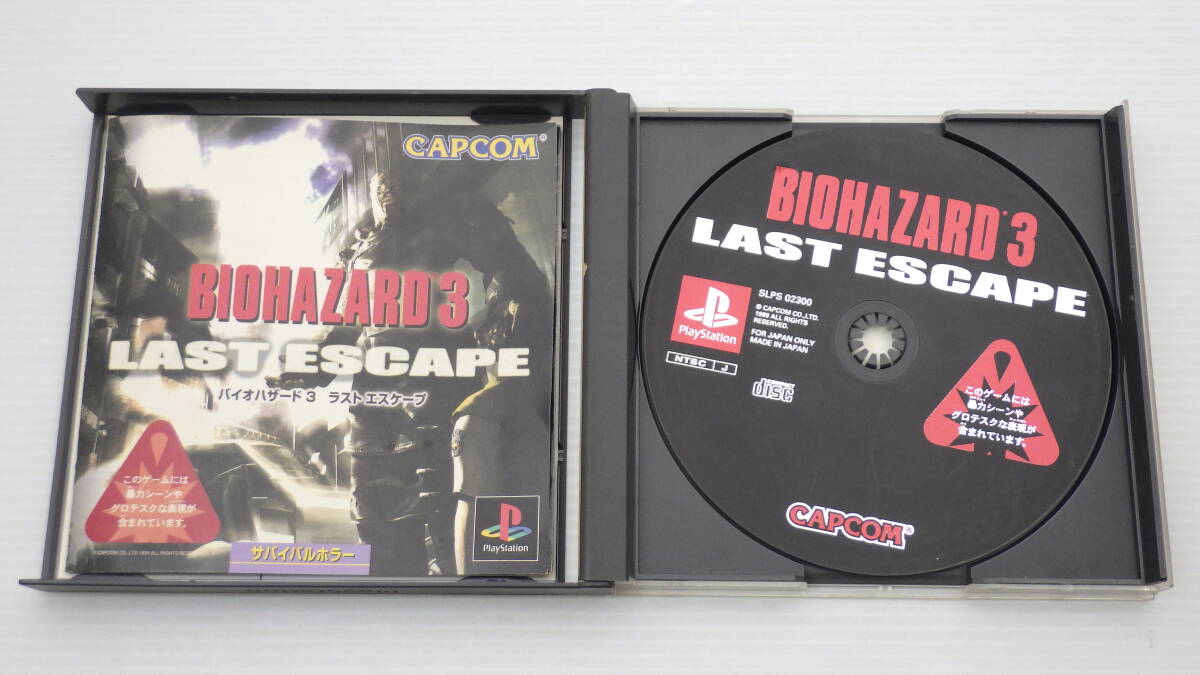 CAPCOM®
BIOHAZARD®3
LAST ESCAPE
バイオハザード3 ラスト エスケープ
このゲームには
暴力シーンや
グロテスクな表現が
含まれています。
サバイバルホラー
PlayStation
BIOHAZARD®3
LAST ESCAPE
PlayStation
NTSC J
SLPS 02300
© CAPCOM CO.,LTD.
1999 ALL RIGHTS
RESERVED.
FOR JAPAN ONLY
MADE IN JAPAN
COMPACT
disc
このゲームには
暴力シーンや
グロテスクな表現が
含まれています。
CAPCOM®